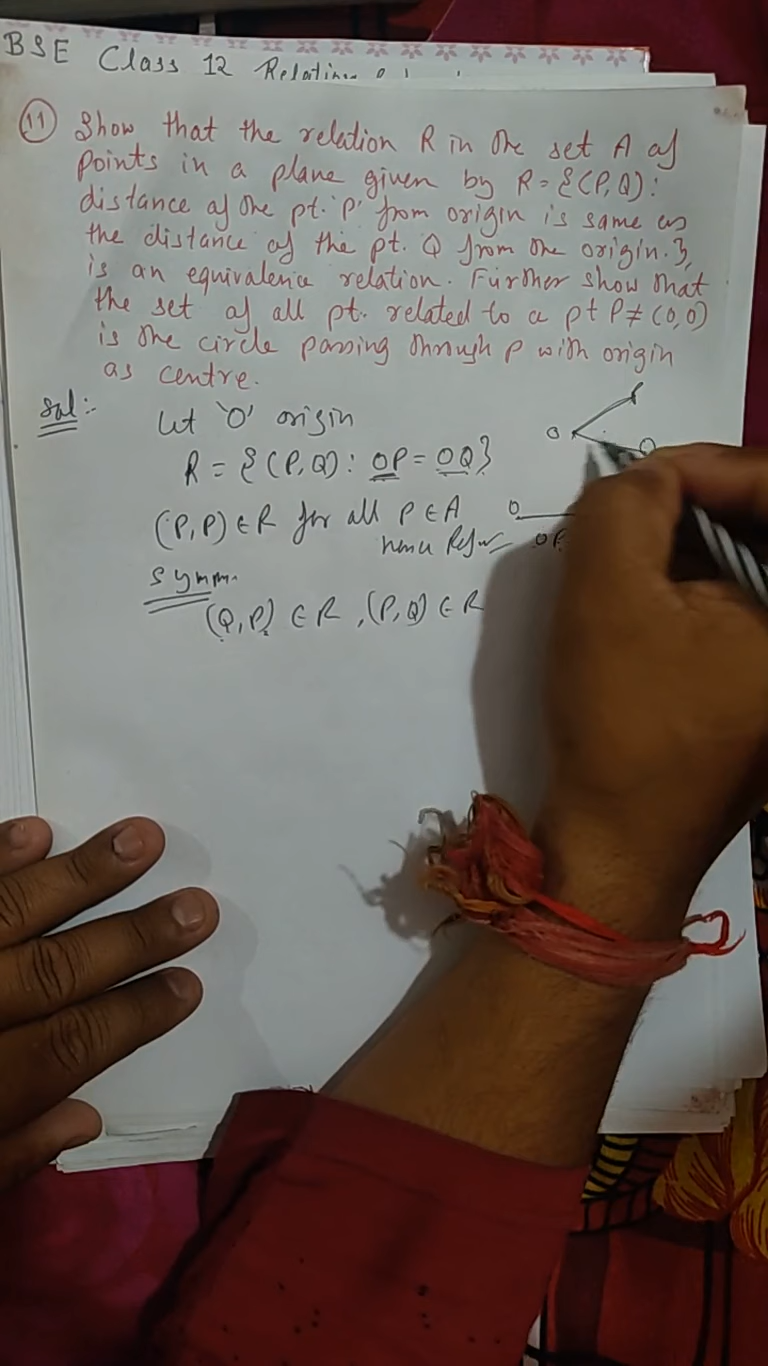 BSE Class 12 Relation
11 Show that the relation R in the set A of
points in a plane given by R = {(P,Q):
distance of the pt. 'P' from origin is same as
the distance of the pt. Q from the origin.},
is an equivalence relation. Further show that
the set of all pt. related to a pt P ≠ (0,0)
is the circle passing through P with origin
as centre.
Sol:- Let 'O' origin
O Q
R = {(P,Q): OP = OQ}
(P,P) ∈ R for all P ∈ A O
hence Refx OP
Symm.
(Q,P) ∈ R , (P,Q) ∈ R